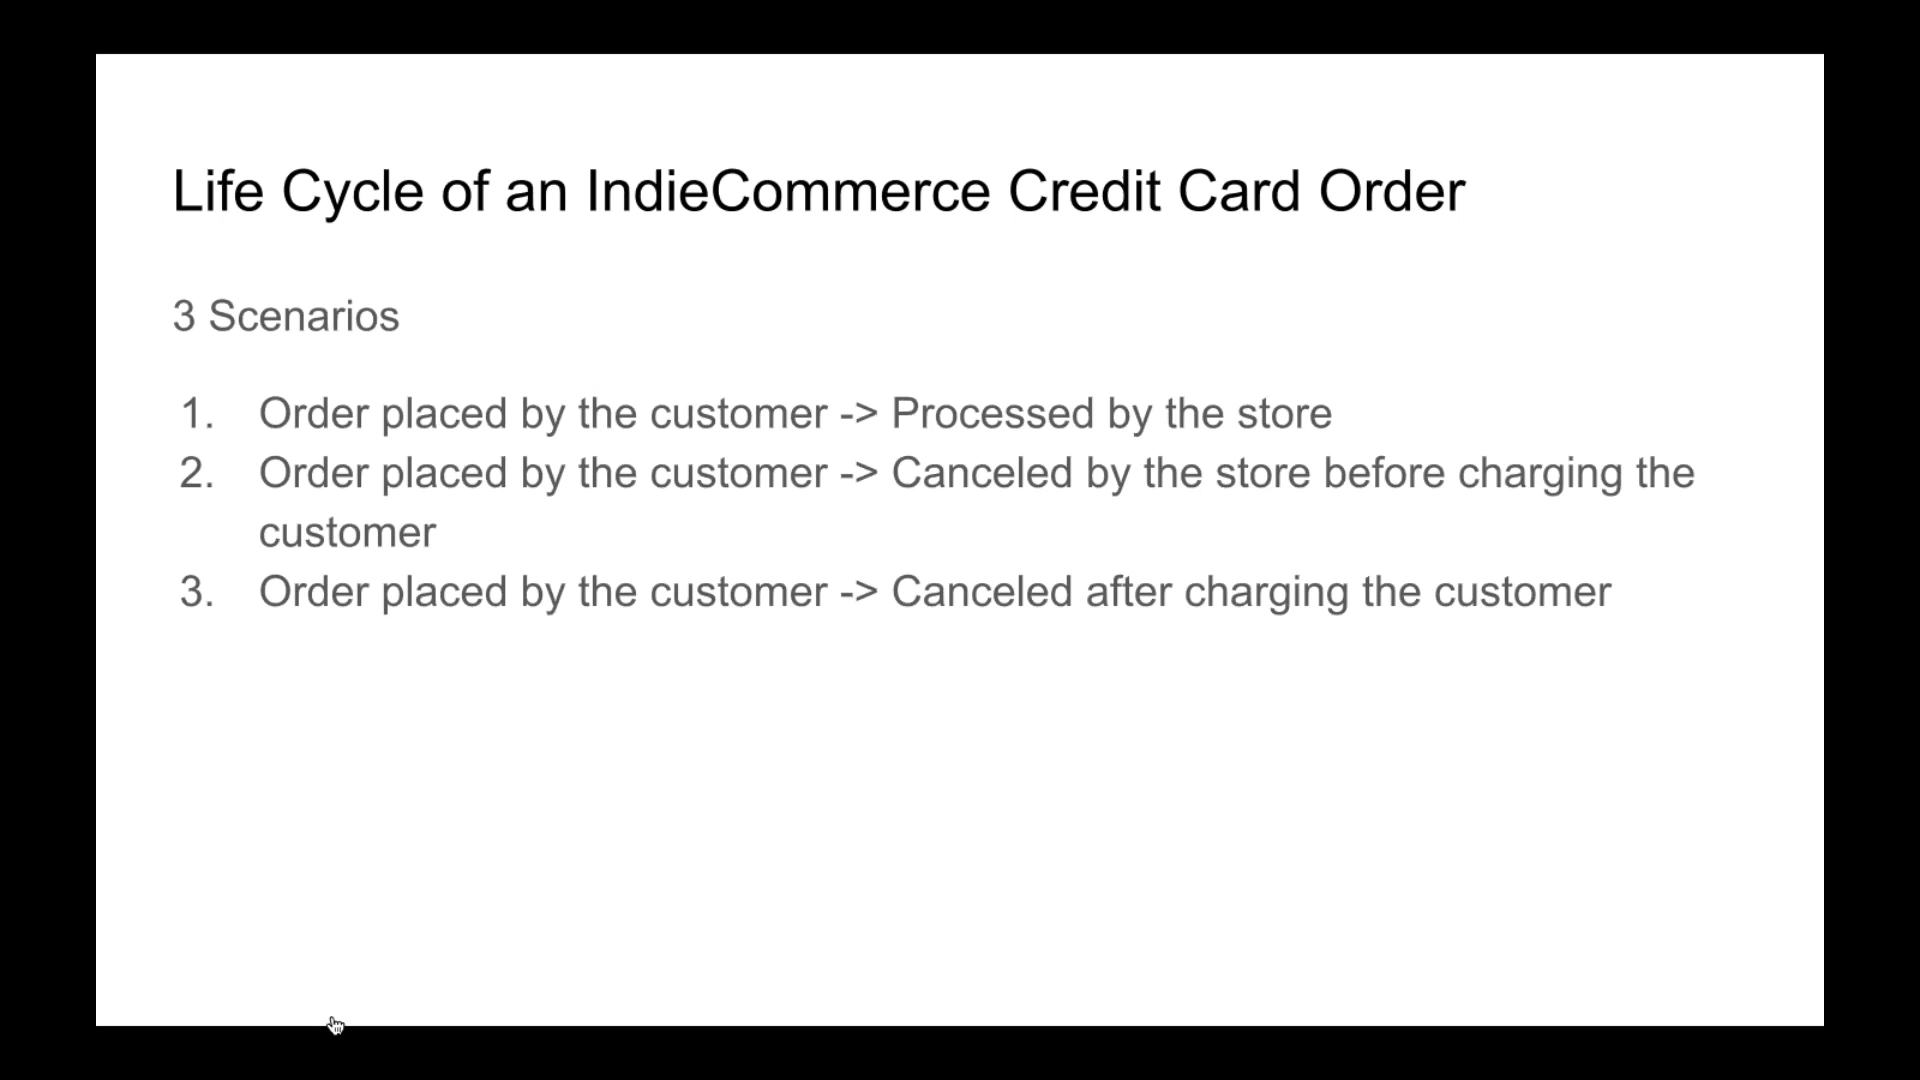 Life Cycle of an IndieCommerce Credit Card Order
3 Scenarios
1. Order placed by the customer -> Processed by the store
2. Order placed by the customer -> Canceled by the store before charging the
customer
3. Order placed by the customer -> Canceled after charging the customer